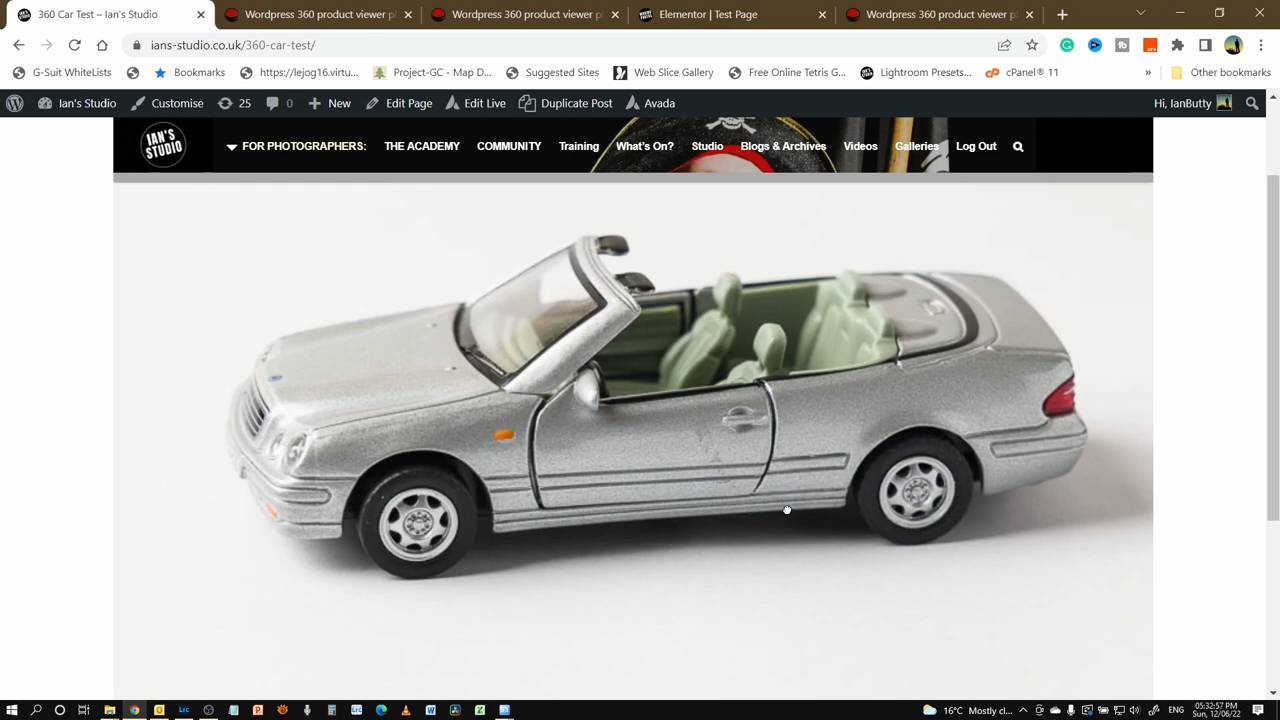 360 Car Test – Ian's Studio
Wordpress 360 product viewer pl
Wordpress 360 product viewer pl
Elementor | Test Page
Wordpress 360 product viewer pl
ians-studio.co.uk/360-car-test/
G-Suit WhiteLists
Bookmarks
https://lejog16.virtu...
Project-GC - Map D...
Suggested Sites
Web Slice Gallery
Free Online Tetris G...
Lightroom Presets...
cP cPanel® 11
»
Other bookmarks
Ian's Studio
Customise
25
0
New
Edit Page
Edit Live
Duplicate Post
Avada
Hi, IanButty
IAN'S
STUDIO
FOR PHOTOGRAPHERS:
THE ACADEMY
COMMUNITY
Training
What's On?
Studio
Blogs & Archives
Videos
Galleries
Log Out
16°C Mostly cl...
ENG
05:32:57 PM
Sun, 12/06/22